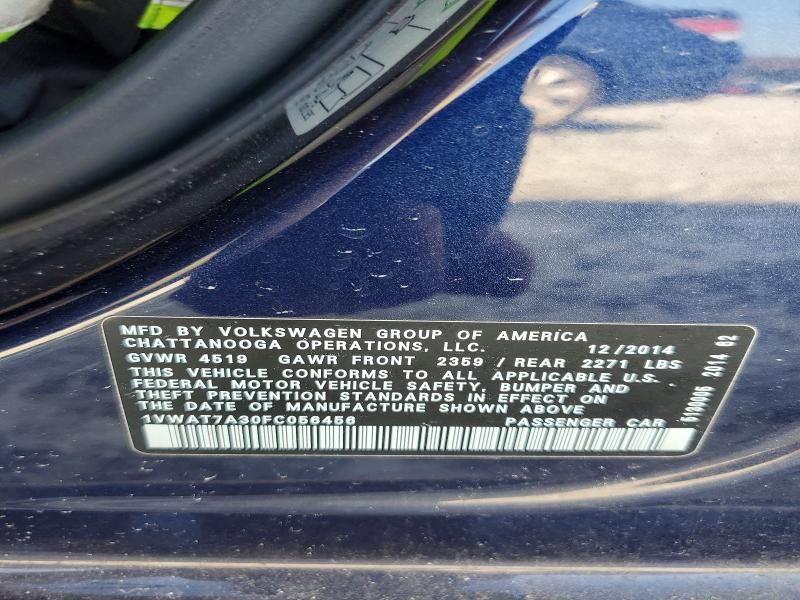 MFD BY VOLKSWAGEN GROUP OF AMERICA
CHATTANOOGA OPERATIONS, LLC. 12/2014
GVWR 4519 GAWR FRONT 2359 / REAR 2271 LBS
THIS VEHICLE CONFORMS TO ALL APPLICABLE U.S.
FEDERAL MOTOR VEHICLE SAFETY, BUMPER AND
THEFT PREVENTION STANDARDS IN EFFECT ON
THE DATE OF MANUFACTURE SHOWN ABOVE
1VWAT7A30FC056456 PASSENGER CAR
2014 62